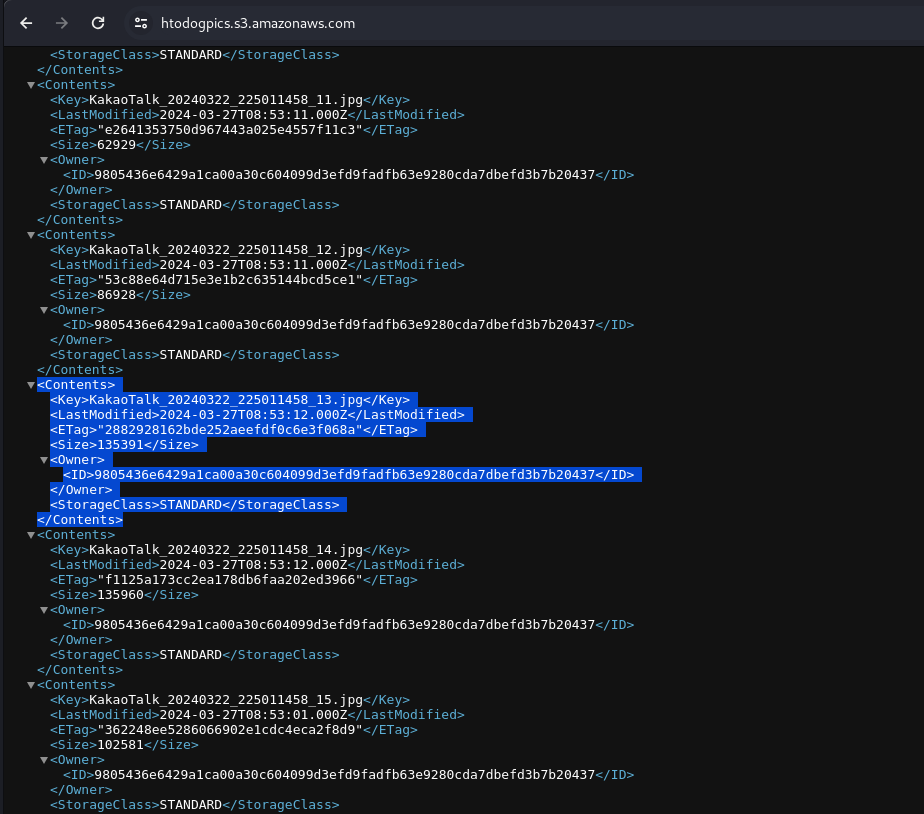 htodogpics.s3.amazonaws.com
<StorageClass>STANDARD</StorageClass>
</Contents>
<Contents>
<Key>KakaoTalk_20240322_225011458_11.jpg</Key>
<LastModified>2024-03-27T08:53:11.000Z</LastModified>
<ETag>"e2641353750d967443a025e4557f11c3"</ETag>
<Size>62929</Size>
<Owner>
<ID>9805436e6429a1ca00a30c604099d3efd9fadfb63e9280cda7dbefd3b7b20437</ID>
</Owner>
<StorageClass>STANDARD</StorageClass>
</Contents>
<Contents>
<Key>KakaoTalk_20240322_225011458_12.jpg</Key>
<LastModified>2024-03-27T08:53:11.000Z</LastModified>
<ETag>"53c88e64d715e3e1b2c635144bcd5ce1"</ETag>
<Size>86928</Size>
<Owner>
<ID>9805436e6429a1ca00a30c604099d3efd9fadfb63e9280cda7dbefd3b7b20437</ID>
</Owner>
<StorageClass>STANDARD</StorageClass>
</Contents>
<Contents>
<Key>KakaoTalk_20240322_225011458_13.jpg</Key>
<LastModified>2024-03-27T08:53:12.000Z</LastModified>
<ETag>"2882928162bde252aeefdf0c6e3f068a"</ETag>
<Size>135391</Size>
<Owner>
<ID>9805436e6429a1ca00a30c604099d3efd9fadfb63e9280cda7dbefd3b7b20437</ID>
</Owner>
<StorageClass>STANDARD</StorageClass>
</Contents>
<Contents>
<Key>KakaoTalk_20240322_225011458_14.jpg</Key>
<LastModified>2024-03-27T08:53:12.000Z</LastModified>
<ETag>"f1125a173cc2ea178db6faa202ed3966"</ETag>
<Size>135960</Size>
<Owner>
<ID>9805436e6429a1ca00a30c604099d3efd9fadfb63e9280cda7dbefd3b7b20437</ID>
</Owner>
<StorageClass>STANDARD</StorageClass>
</Contents>
<Contents>
<Key>KakaoTalk_20240322_225011458_15.jpg</Key>
<LastModified>2024-03-27T08:53:01.000Z</LastModified>
<ETag>"362248ee5286066902e1cdc4eca2f8d9"</ETag>
<Size>102581</Size>
<Owner>
<ID>9805436e6429a1ca00a30c604099d3efd9fadfb63e9280cda7dbefd3b7b20437</ID>
</Owner>
<StorageClass>STANDARD</StorageClass>